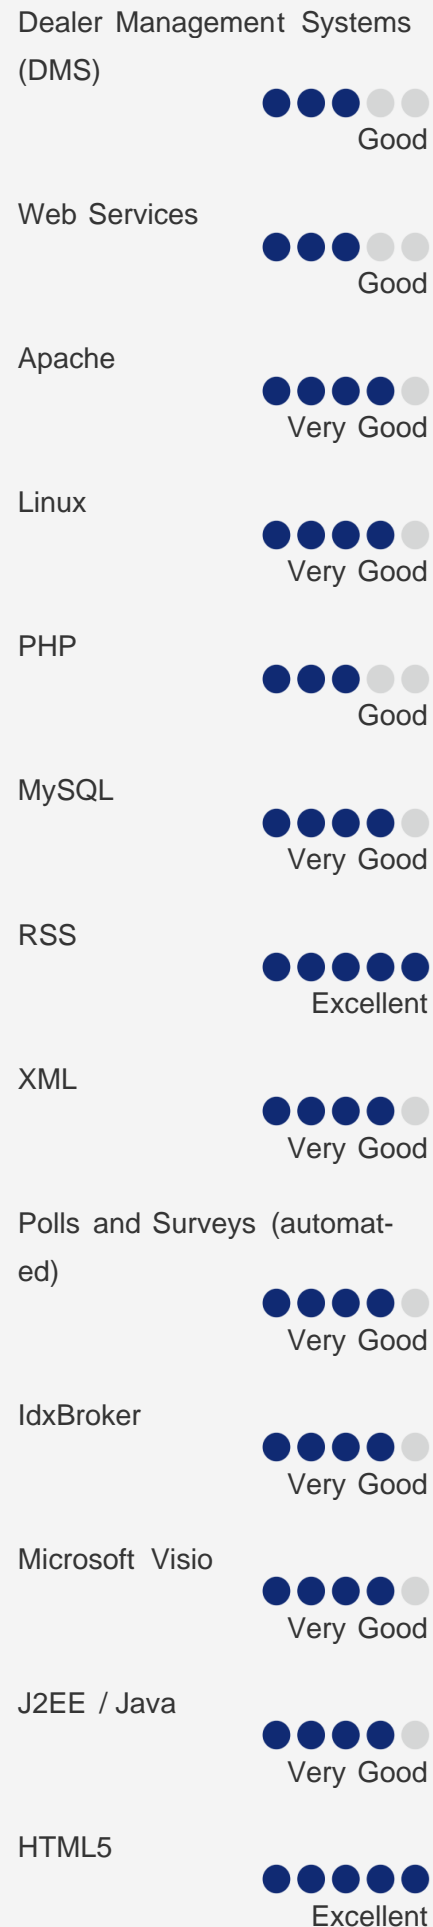 Dealer Management Systems
(DMS)
Good
Web Services
Good
Apache
Very Good
Linux
Very Good
PHP
Good
MySQL
Very Good
RSS
Excellent
XML
Very Good
Polls and Surveys (automat-
ed)
Very Good
IdxBroker
Very Good
Microsoft Visio
Very Good
J2EE / Java
Very Good
HTML5
Excellent